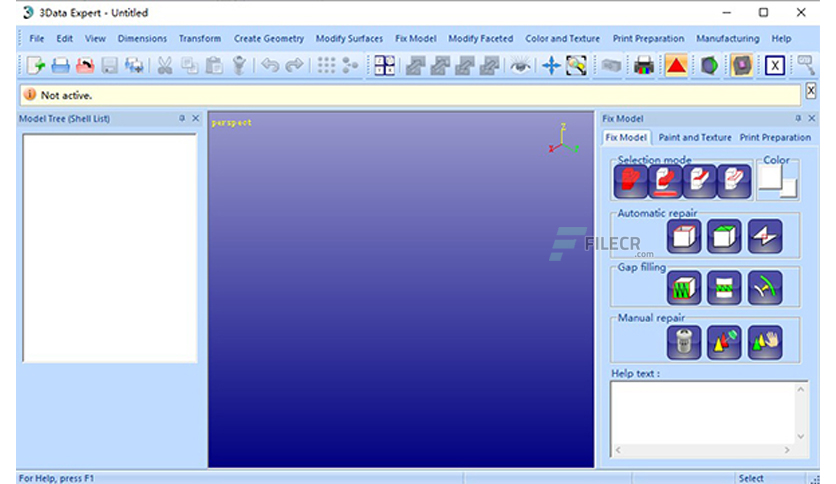 3Data Expert - Untitled
File Edit View Dimensions Transform Create Geometry Modify Surfaces Fix Model Modify Faceted Color and Texture Print Preparation Manufacturing Help
X
Not active.
X
Model Tree (Shell List)
perspect
Z
X
Fix Model
Fix Model Paint and Texture Print Preparation
Selection mode Color
Automatic repair
FILECR
.com
Gap filling
Manual repair
Help text :
For Help, press F1
Select